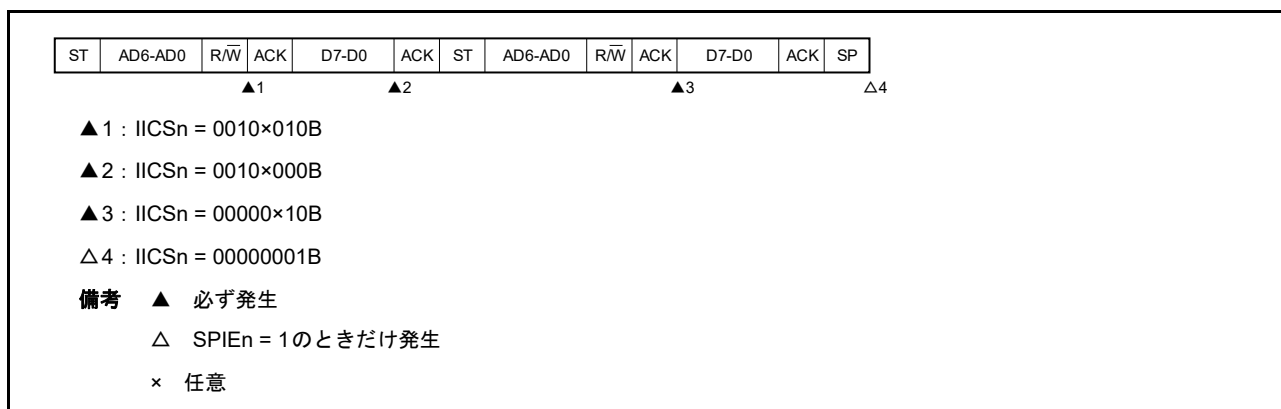 ST AD6-AD0 R/W̅ ACK D7-D0 ACK ST AD6-AD0 R/W̅ ACK D7-D0 ACK SP
▲1 ▲2 ▲3 △4
▲1：IICSn = 0010×010B
▲2：IICSn = 0010×000B
▲3：IICSn = 00000×10B
△4：IICSn = 00000001B
備考 ▲ 必ず発生
△ SPIEn = 1のときだけ発生
× 任意